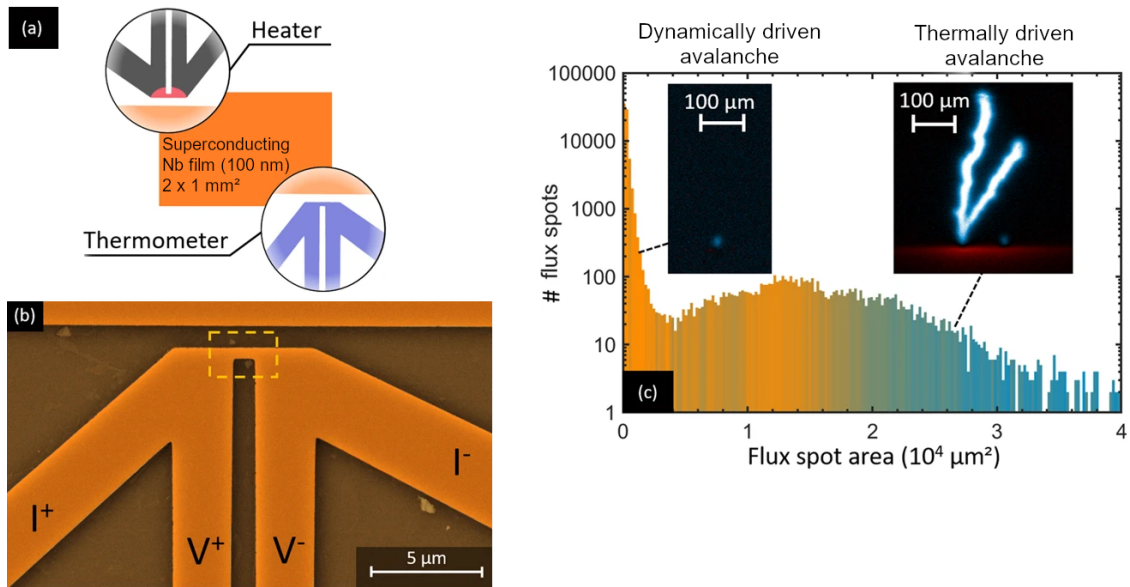 (a)
Heater
Superconducting
Nb film (100 nm)
2 x 1 mm²
Thermometer
(b)
I⁺
V⁺
V⁻
I⁻
5 μm
Dynamically driven
avalanche
Thermally driven
avalanche
100000
10000
1000
100
10
1
# flux spots
100 μm
100 μm
(c)
0
1
2
3
4
Flux spot area (10⁴ μm²)